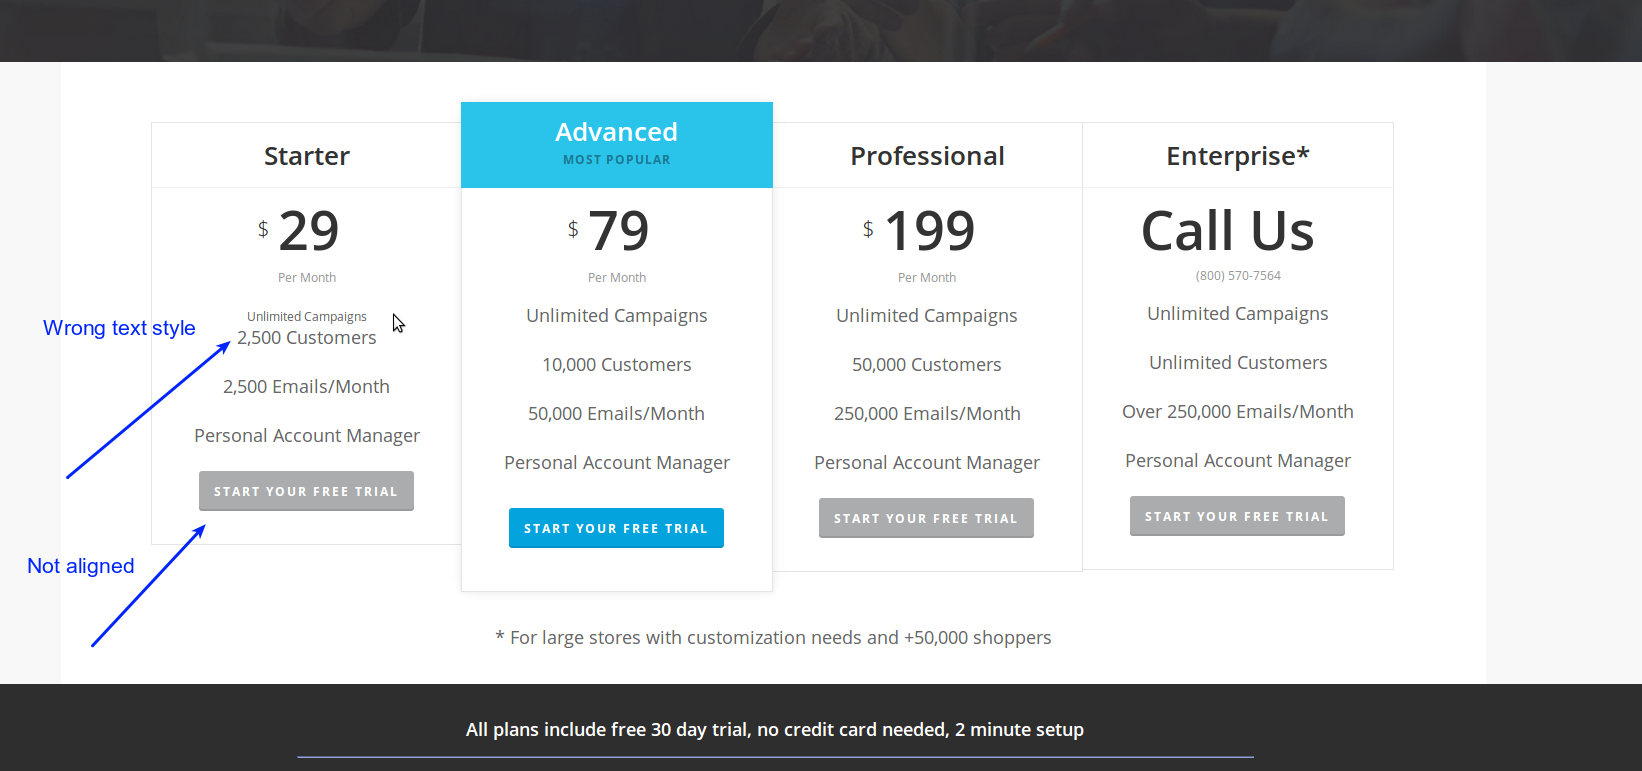 Starter
$ 29
Per Month
Unlimited Campaigns
2,500 Customers
2,500 Emails/Month
Personal Account Manager
START YOUR FREE TRIAL
Advanced
MOST POPULAR
$ 79
Per Month
Unlimited Campaigns
10,000 Customers
50,000 Emails/Month
Personal Account Manager
START YOUR FREE TRIAL
Professional
$ 199
Per Month
Unlimited Campaigns
50,000 Customers
250,000 Emails/Month
Personal Account Manager
START YOUR FREE TRIAL
Enterprise*
Call Us
(800) 570-7564
Unlimited Campaigns
Unlimited Customers
Over 250,000 Emails/Month
Personal Account Manager
START YOUR FREE TRIAL
Wrong text style
Not aligned
* For large stores with customization needs and +50,000 shoppers
All plans include free 30 day trial, no credit card needed, 2 minute setup